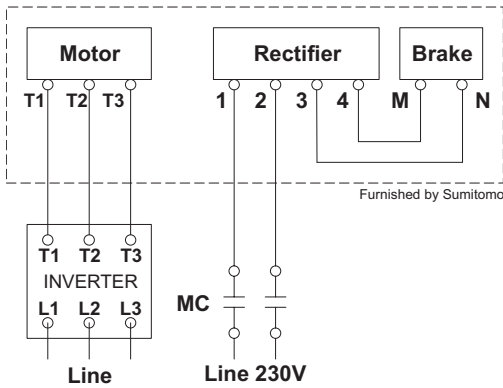 Motor Rectifier Brake
T1 T2 T3 1 2 3 4 M N
Furnished by Sumitomo
T1 T2 T3
INVERTER
L1 L2 L3
MC
Line Line 230V